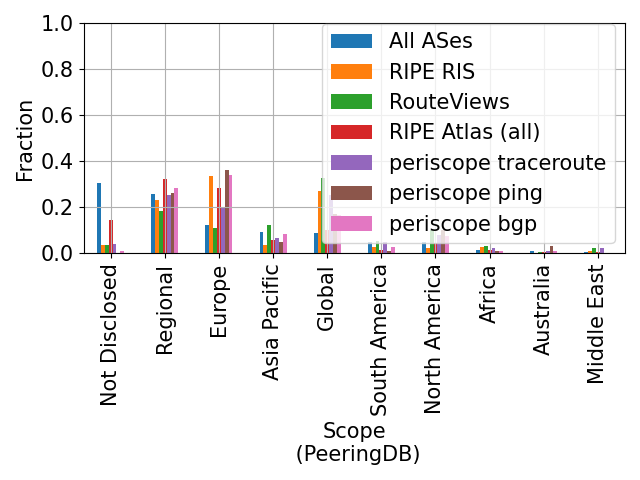 1.0
0.8
0.6
0.4
0.2
0.0
Fraction
All ASes
RIPE RIS
RouteViews
RIPE Atlas (all)
periscope traceroute
periscope ping
periscope bgp
Not Disclosed
Regional
Europe
Asia Pacific
Global
South America
North America
Africa
Australia
Middle East
Scope
(PeeringDB)